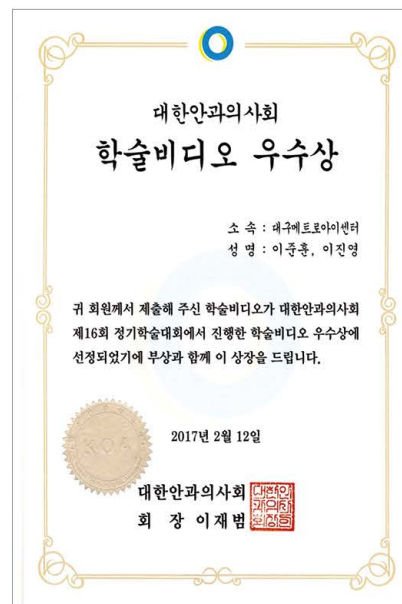 대한안과의사회
학술비디오 우수상
소 속 : 대구메트로아이센터
성 명 : 이준훈, 이진영
귀 회원께서 제출해 주신 학술비디오가 대한안과의사회
제16회 정기학술대회에서 진행한 학술비디오 우수상에
선정되었기에 부상과 함께 이 상장을 드립니다.
KOA
2017년 2월 12일
대한안과의사회
회 장 이재범